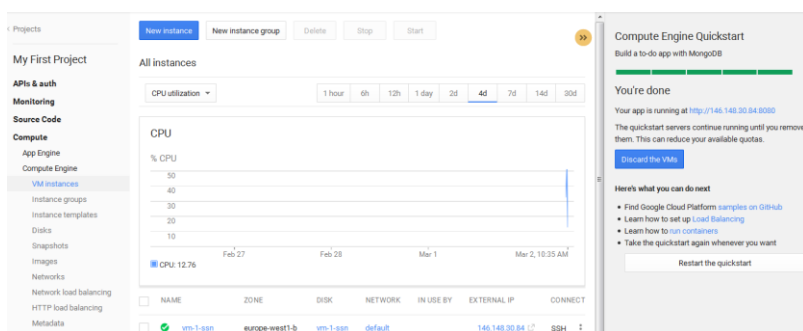 Projects
My First Project
APIs & auth
Monitoring
Source Code
Compute
App Engine
Compute Engine
VM instances
Instance groups
Instance templates
Disks
Snapshots
Images
Networks
Network load balancing
HTTP load balancing
Metadata
New instance New instance group Delete Stop Start
All instances
CPU utilization 1 hour 6h 12h 1 day 2d 4d 7d 14d 30d
CPU
% CPU
50
40
30
20
10
Feb 27 Feb 28 Mar 1 Mar 2, 10:35 AM
CPU: 12.76
NAME ZONE DISK NETWORK IN USE BY EXTERNAL IP CONNECT
vm-1-ssn europe-west1-b vm-1-ssn default 146.148.30.84 SSH
Compute Engine Quickstart
Build a to-do app with MongoDB
You're done
Your app is running at http://146.148.30.84:8080
The quickstart servers continue running until you remove
them. This can reduce your available quotas.
Discard the VMs
Here's what you can do next
• Find Google Cloud Platform samples on GitHub
• Learn how to set up Load Balancing
• Learn how to run containers
• Take the quickstart again whenever you want
Restart the quickstart